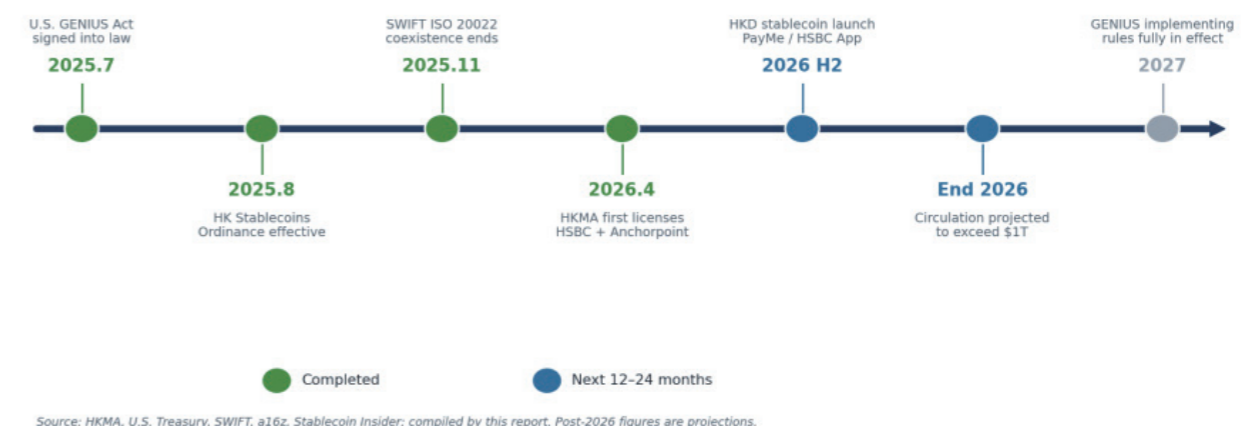 U.S. GENIUS Act
signed into law
2025.7
SWIFT ISO 20022
coexistence ends
2025.11
HKD stablecoin launch
PayMe / HSBC App
2026 H2
GENIUS implementing
rules fully in effect
2027
2025.8
HK Stablecoins
Ordinance effective
2026.4
HKMA first licenses
HSBC + Anchorpoint
End 2026
Circulation projected
to exceed $1T
Completed
Next 12–24 months
Source: HKMA, U.S. Treasury, SWIFT, a16z, Stablecoin Insider; compiled by this report. Post-2026 figures are projections.